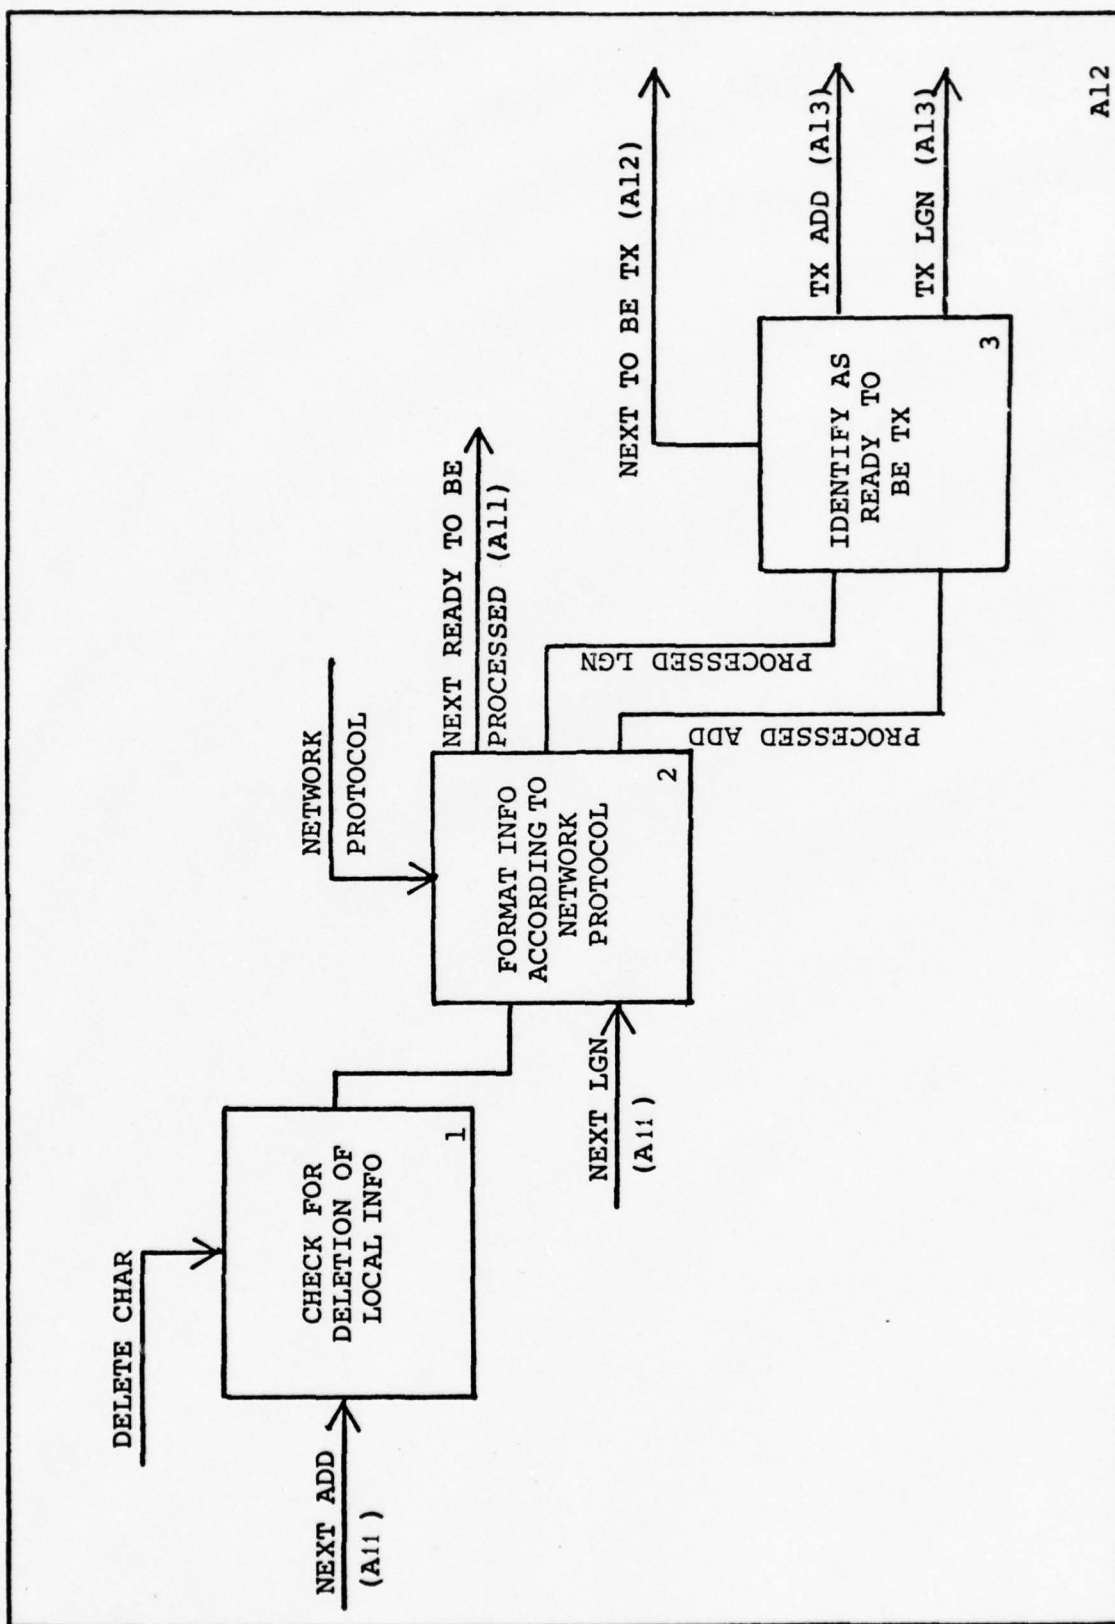 DELETE CHAR
NEXT ADD
(A11)
CHECK FOR
DELETION OF
LOCAL INFO
1
NETWORK
PROTOCOL
NEXT LGN
(A11)
FORMAT INFO
ACCORDING TO
NETWORK
PROTOCOL
2
NEXT READY TO BE
PROCESSED (A11)
PROCESSED LGN
PROCESSED ADD
NEXT TO BE TX (A12)
IDENTIFY AS
READY TO
BE TX
3
TX ADD (A13)
TX LGN (A13)
A12